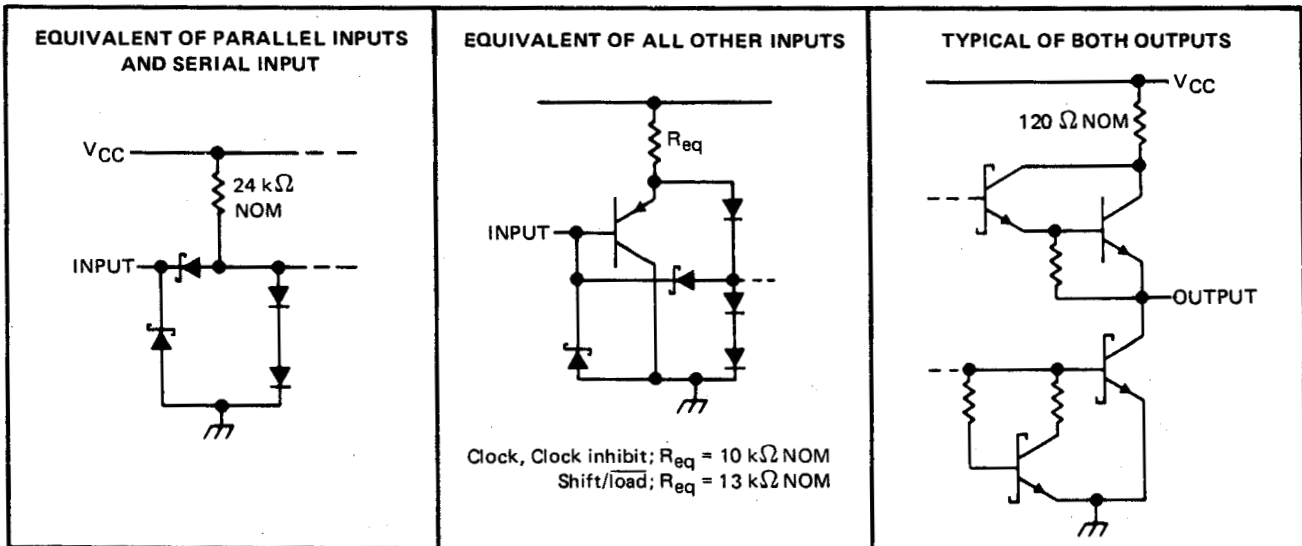 EQUIVALENT OF PARALLEL INPUTS
AND SERIAL INPUT
VCC
24 kΩ
NOM
INPUT
EQUIVALENT OF ALL OTHER INPUTS
Req
INPUT
Clock, Clock inhibit; Req = 10 kΩ NOM
Shift/l̅o̅a̅d̅; Req = 13 kΩ NOM
TYPICAL OF BOTH OUTPUTS
VCC
120 Ω NOM
OUTPUT